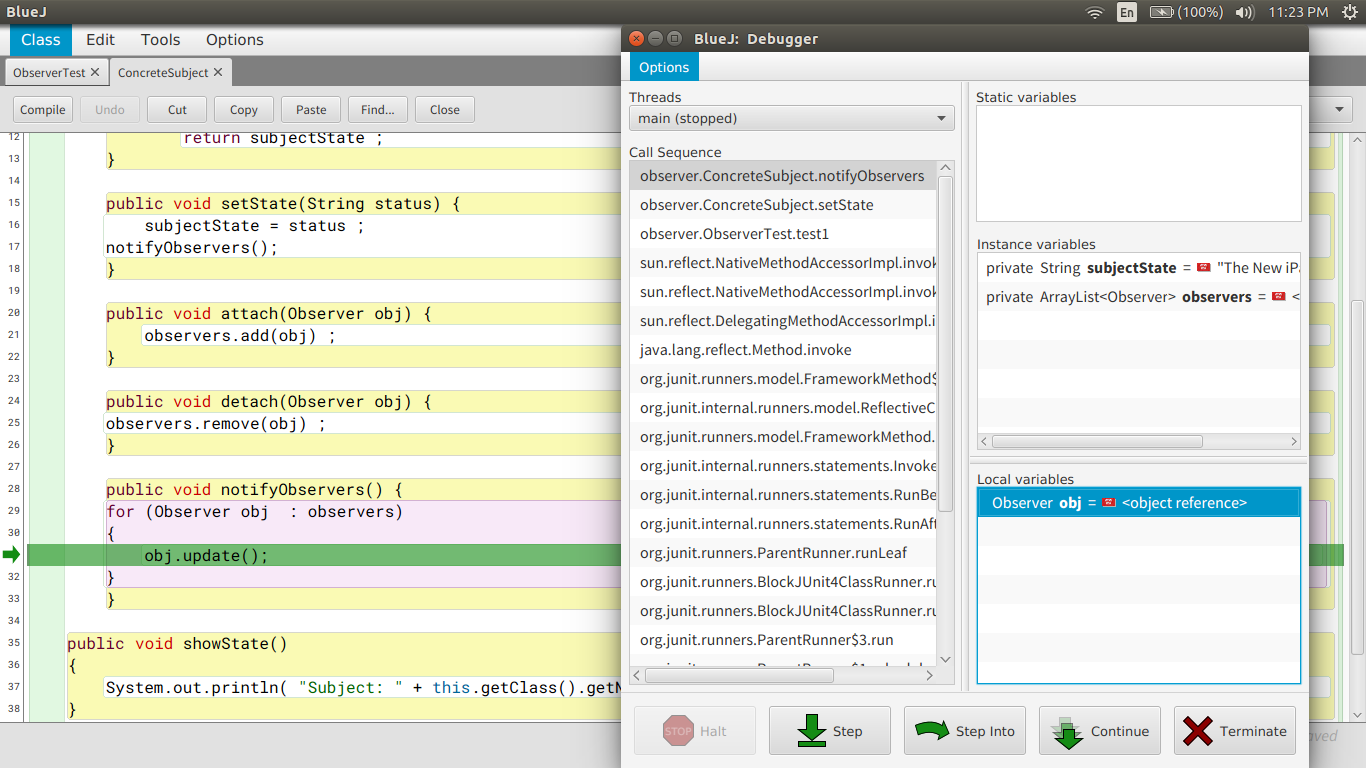 BlueJ
En
(100%)
11:23 PM
Class Edit Tools Options
ObserverTest ConcreteSubject
Compile Undo Cut Copy Paste Find... Close
12 return subjectState ;
13 }
14
15 public void setState(String status) {
16 subjectState = status ;
17 notifyObservers();
18 }
19
20 public void attach(Observer obj) {
21 observers.add(obj) ;
22 }
23
24 public void detach(Observer obj) {
25 observers.remove(obj) ;
26 }
27
28 public void notifyObservers() {
29 for (Observer obj : observers)
30 {
obj.update();
32 }
33 }
34
35 public void showState()
36 {
37 System.out.println( "Subject: " + this.getClass().getN
38 }
BlueJ: Debugger
Options
Threads
main (stopped)
Call Sequence
observer.ConcreteSubject.notifyObservers
observer.ConcreteSubject.setState
observer.ObserverTest.test1
sun.reflect.NativeMethodAccessorImpl.invok
sun.reflect.NativeMethodAccessorImpl.invok
sun.reflect.DelegatingMethodAccessorImpl.i
java.lang.reflect.Method.invoke
org.junit.runners.model.FrameworkMethod$
org.junit.internal.runners.model.ReflectiveC
org.junit.runners.model.FrameworkMethod.
org.junit.internal.runners.statements.Invoke
org.junit.internal.runners.statements.RunBe
org.junit.internal.runners.statements.RunAft
org.junit.runners.ParentRunner.runLeaf
org.junit.runners.BlockJUnit4ClassRunner.ru
org.junit.runners.BlockJUnit4ClassRunner.ru
org.junit.runners.ParentRunner$3.run
Static variables
Instance variables
private String subjectState = "The New iP
private ArrayList<Observer> observers = <
Local variables
Observer obj = <object reference>
STOP Halt
Step
Step Into
Continue
Terminate